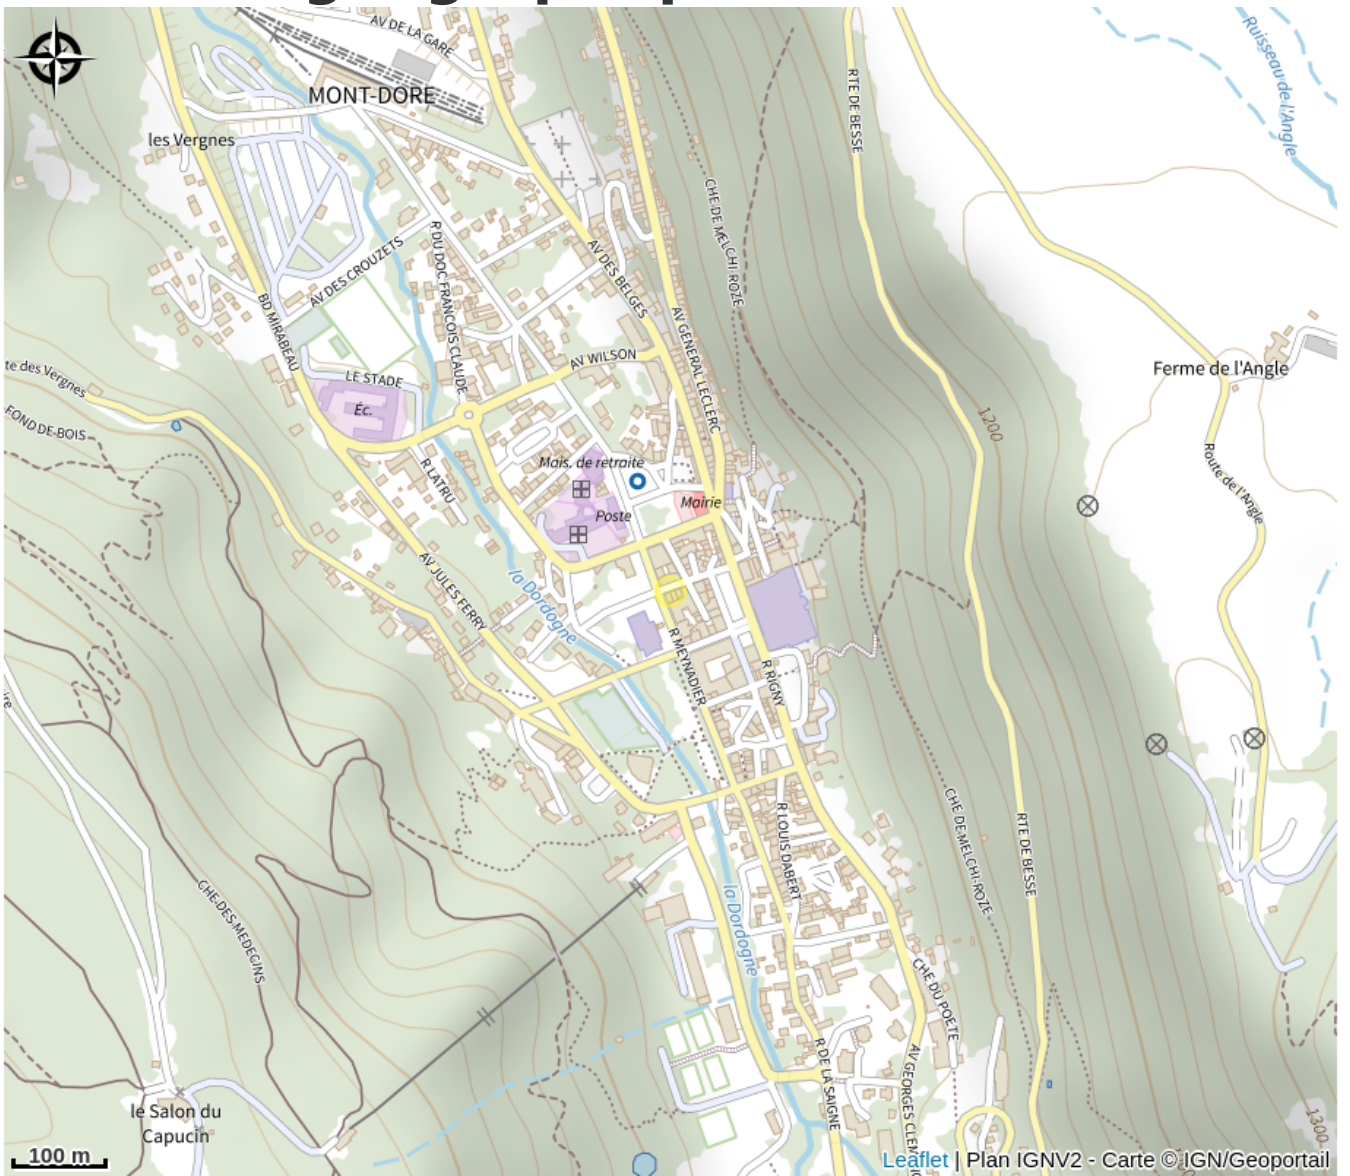 AV DE LA GARE
MONT-DORE
les Vergnes
Ruisseau de l'Angle
RTE DE BESSE
CHE DE MELCHI-ROZE
R DU DOC FRANCOIS CLAUDE
AV DES CROUZETS
AV DES BELGES
BD MIRABEAU
AV GENERAL LECLERC
AV WILSON
Ferme de l'Angle
te des Vergnes
LE STADE
Éc.
FOND DE BOIS
1200
Route de l'Angle
R LATRU
Mais. de retraite
Mairie
Poste
AV JULES FERRY
la Dordogne
R MEYNADIER
R RIGNY
ire
CHE DE MELCHI-ROZE
RTE DE BESSE
R LOUIS DABERT
CHE DES MEDECINS
la Dordogne
CHE DU POETE
R DE LA SAIGNE
AV GEORGES CLEM
le Salon du
Capucin
1300
100 m
Leaflet | Plan IGNV2 - Carte © IGN/Geoportail